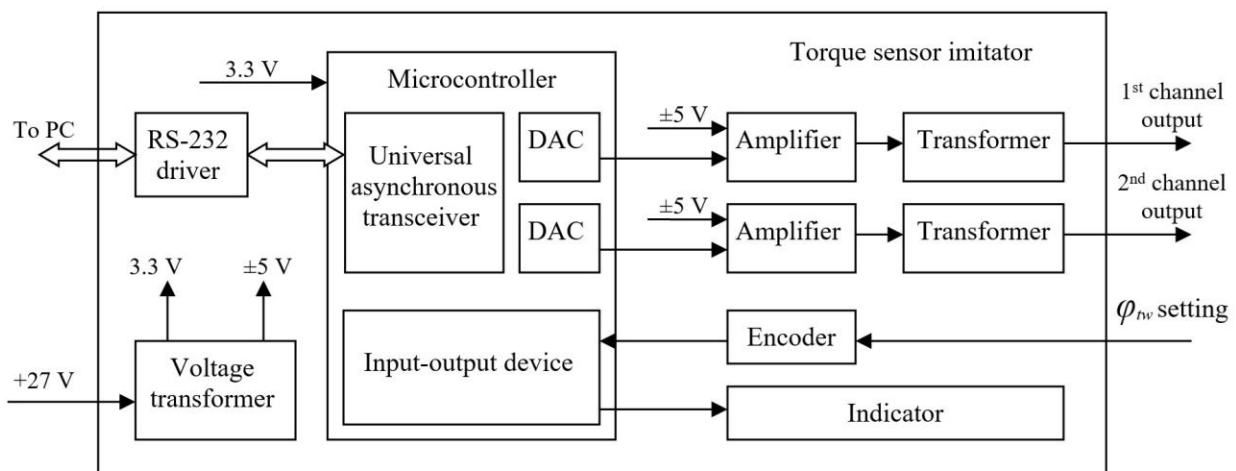 Torque sensor imitator
3.3 V
Microcontroller
1st channel
output
To PC
RS-232
driver
Universal
asynchronous
transceiver
DAC
±5 V
Amplifier
Transformer
2nd channel
output
DAC
±5 V
Amplifier
Transformer
3.3 V
±5 V
φtw setting
Encoder
Input-output device
Voltage
transformer
+27 V
Indicator